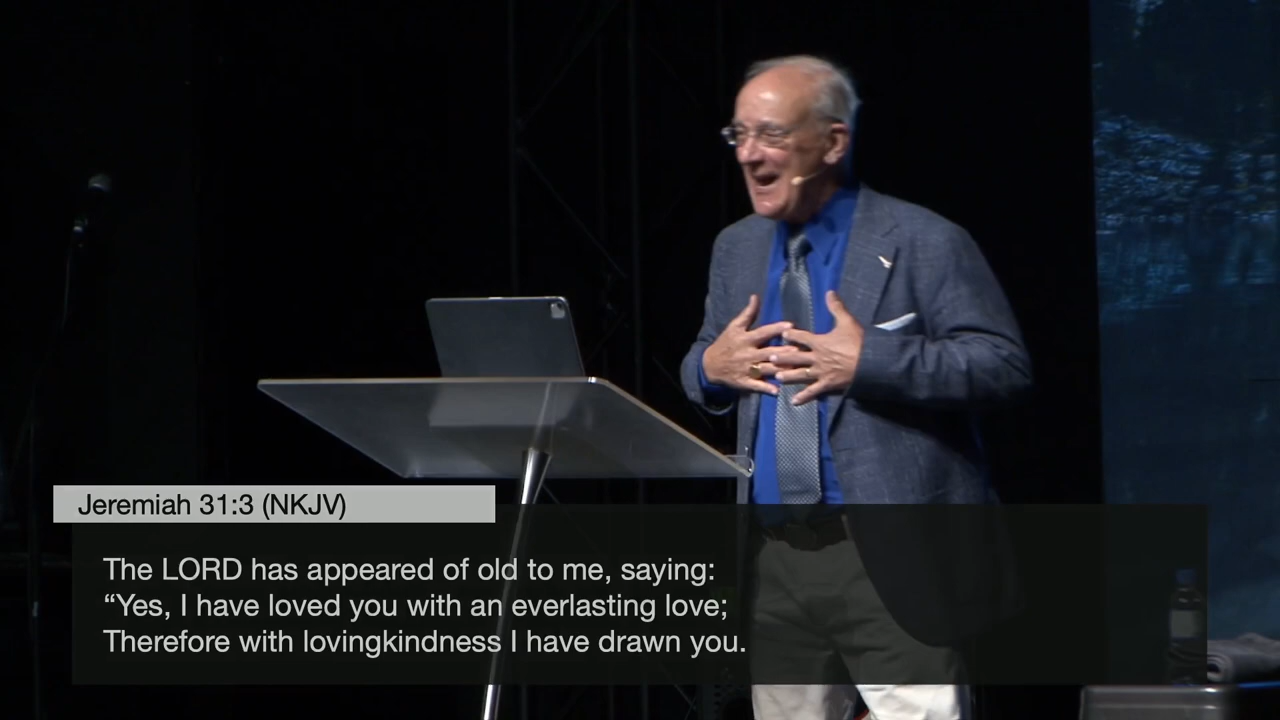 Jeremiah 31:3 (NKJV)
The LORD has appeared of old to me, saying:
“Yes, I have loved you with an everlasting love;
Therefore with lovingkindness I have drawn you.